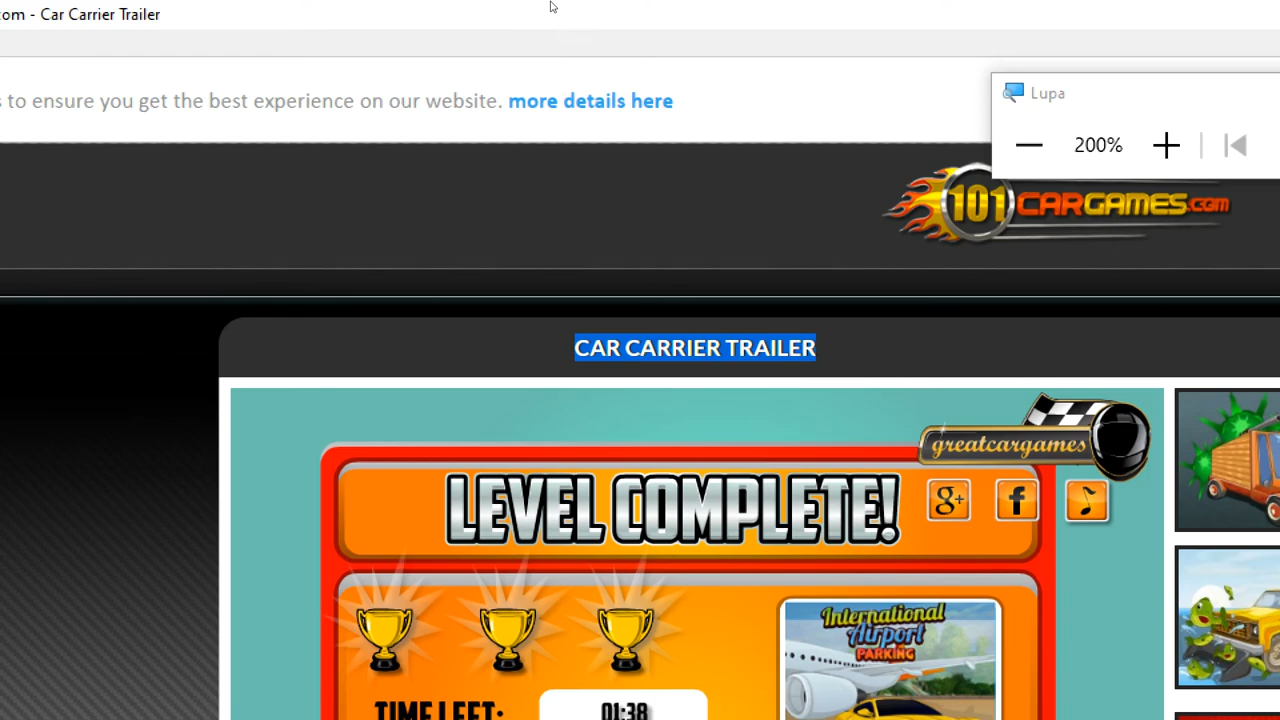 com - Car Carrier Trailer
s to ensure you get the best experience on our website. more details here
Lupa
200%
101CARGAMES.COM
CAR CARRIER TRAILER
greatcargames
LEVEL COMPLETE!
g+
f
International
Airport
PARKING
TIME LEFT:
01:38